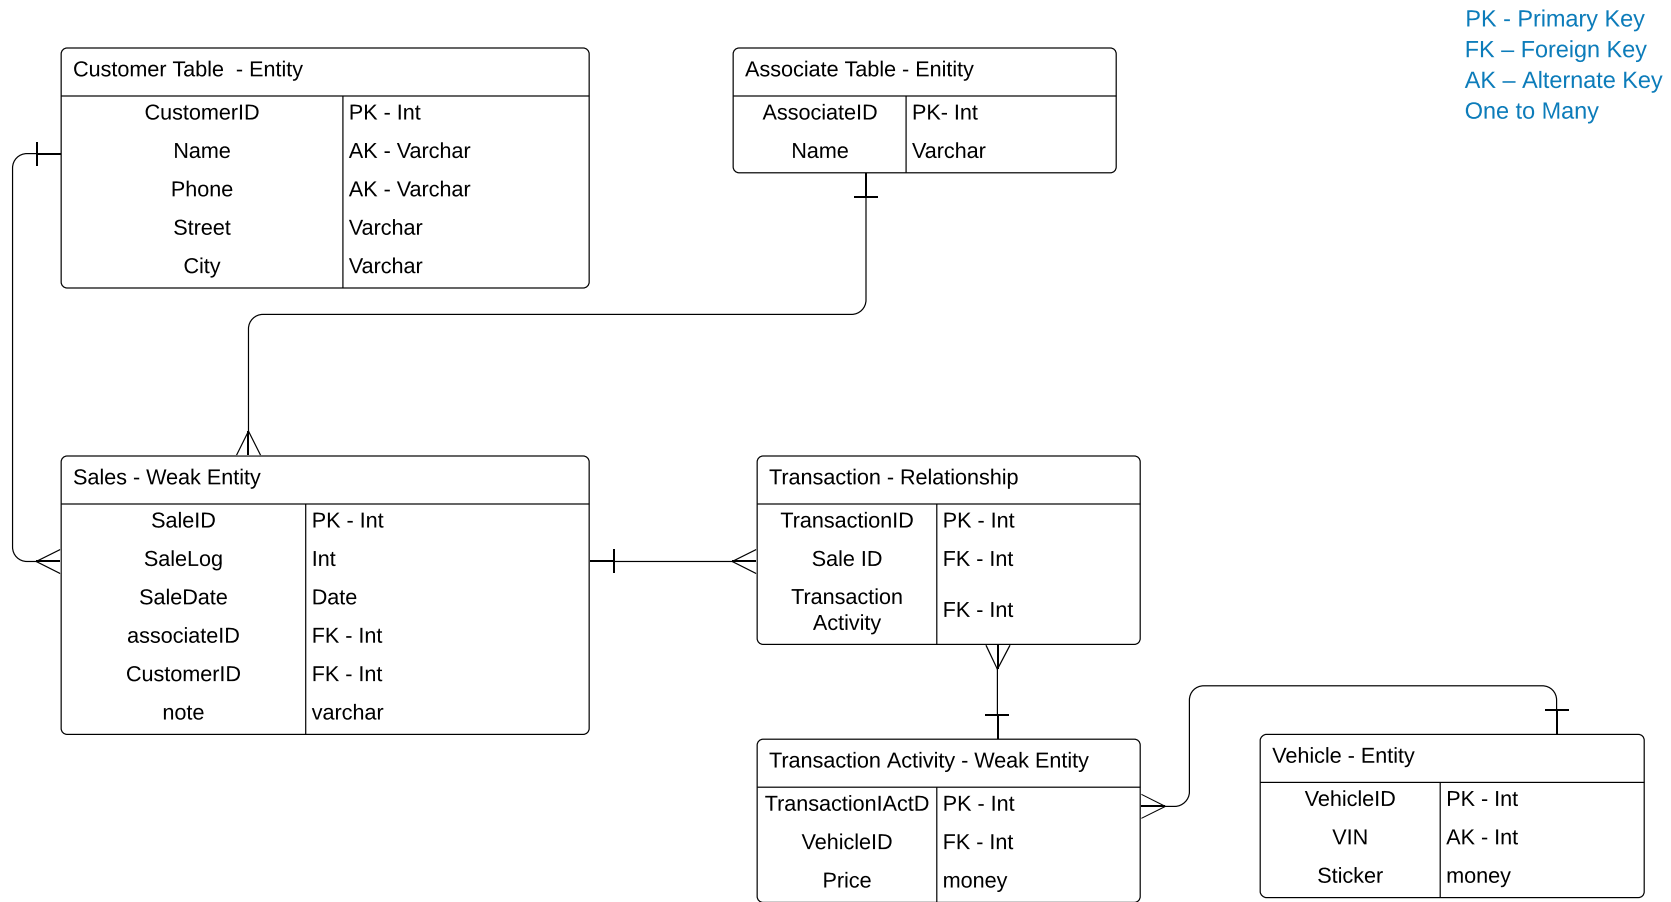 PK - Primary Key
FK – Foreign Key
AK – Alternate Key
One to Many
Customer Table  - Entity
CustomerID PK - Int
Name AK - Varchar
Phone AK - Varchar
Street Varchar
City Varchar
Associate Table - Enitity
AssociateID PK- Int
Name Varchar
Sales - Weak Entity
SaleID PK - Int
SaleLog Int
SaleDate Date
associateID FK - Int
CustomerID FK - Int
note varchar
Transaction - Relationship
TransactionID PK - Int
Sale ID FK - Int
Transaction
Activity FK - Int
Transaction Activity - Weak Entity
TransactionIActD PK - Int
VehicleID FK - Int
Price money
Vehicle - Entity
VehicleID PK - Int
VIN AK - Int
Sticker money